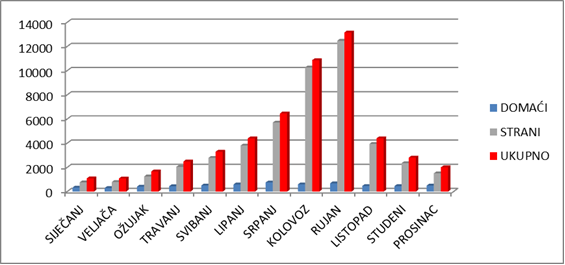 14000
12000
10000
8000
6000
4000
2000
0
SIJEČANJ
VELJAČA
OŽUJAK
TRAVANJ
SVIBANJ
LIPANJ
SRPANJ
KOLOVOZ
RUJAN
LISTOPAD
STUDENI
PROSINAC
DOMAĆI
STRANI
UKUPNO